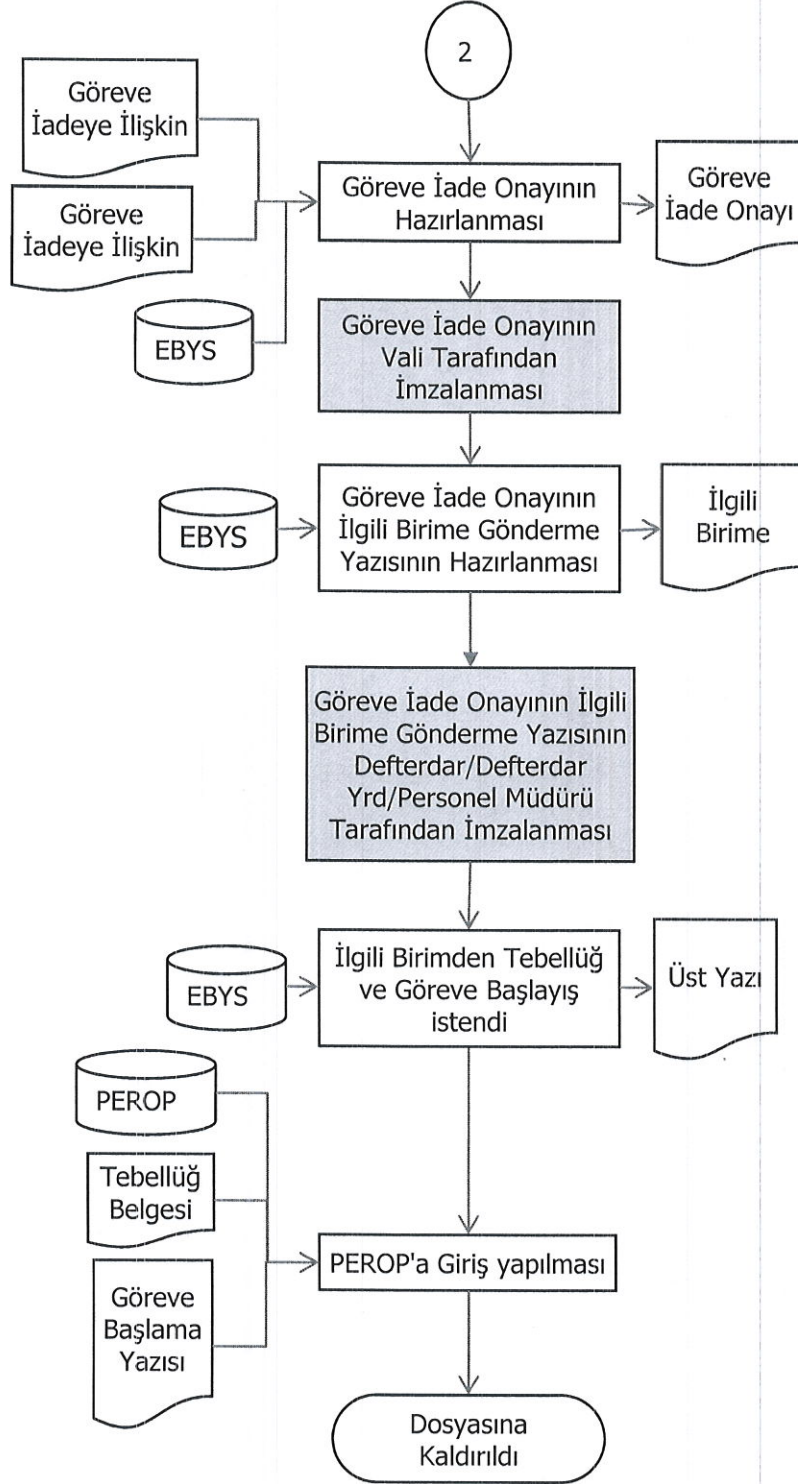 2
Göreve
İadeye İlişkin
Göreve
İadeye İlişkin
EBYS
Göreve İade Onayının
Hazırlanması
Göreve
İade Onayı
Göreve İade Onayının
Vali Tarafından
İmzalanması
EBYS
Göreve İade Onayının
İlgili Birime Gönderme
Yazısının Hazırlanması
İlgili
Birime
Göreve İade Onayının İlgili
Birime Gönderme Yazısının
Defterdar/Defterdar
Yrd/Personel Müdürü
Tarafından İmzalanması
EBYS
İlgili Birimden Tebellüğ
ve Göreve Başlayış
istendi
Üst Yazı
PEROP
Tebellüğ
Belgesi
Göreve
Başlama
Yazısı
PEROP'a Giriş yapılması
Dosyasına
Kaldırıldı